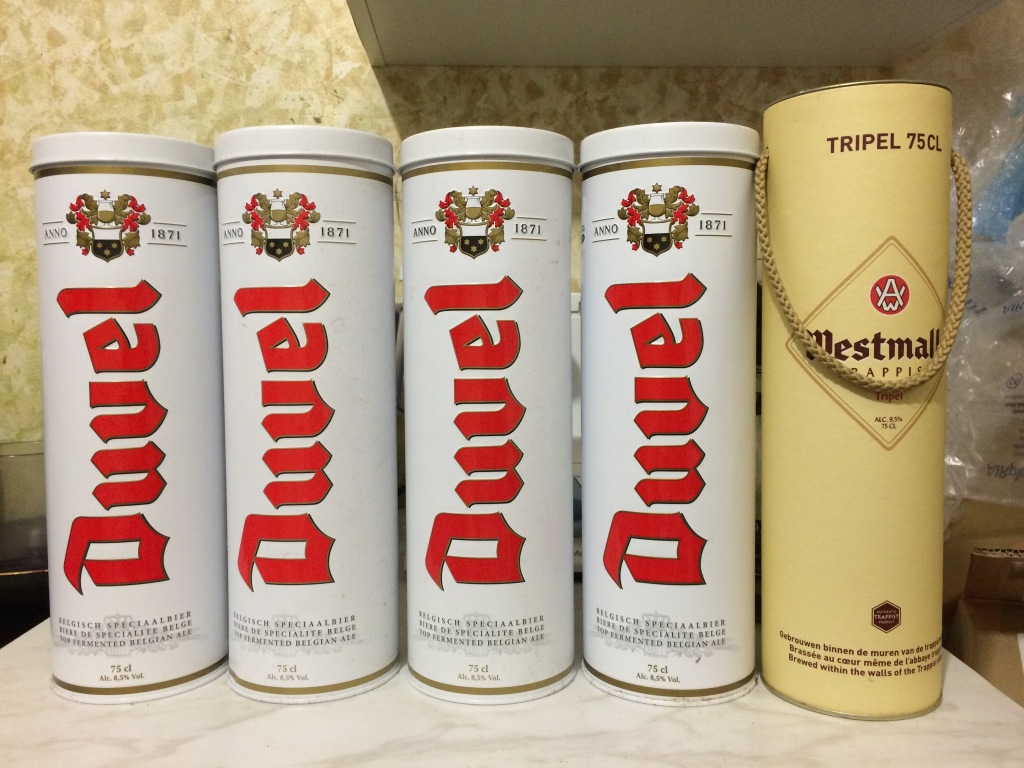 ANNO 1871
Duvel
BELGISCH SPECIAALBIER
BIERE DE SPECIALITE BELGE
TOP FERMENTED BELGIAN ALE
75 cl
Alc. 8,5% Vol.
ANNO 1871
Duvel
BELGISCH SPECIAALBIER
BIERE DE SPECIALITE BELGE
TOP FERMENTED BELGIAN ALE
75 cl
Alc. 8,5% Vol.
ANNO 1871
Duvel
BELGISCH SPECIAALBIER
BIERE DE SPECIALITE BELGE
TOP FERMENTED BELGIAN ALE
75 cl
Alc. 8,5% Vol.
ANNO 1871
Duvel
BELGISCH SPECIAALBIER
BIERE DE SPECIALITE BELGE
TOP FERMENTED BELGIAN ALE
75 cl
Alc. 8,5% Vol.
TRIPEL 75CL
Westmall
TRAPPIS
Tripel
ALC. 9.5%
75 CL
AUTHENTIC
TRAPPIST
PRODUCT
Gebrouwen binnen de muren van de
Brassée au cœur même de l'abbaye
Brewed within the walls of the Trappis